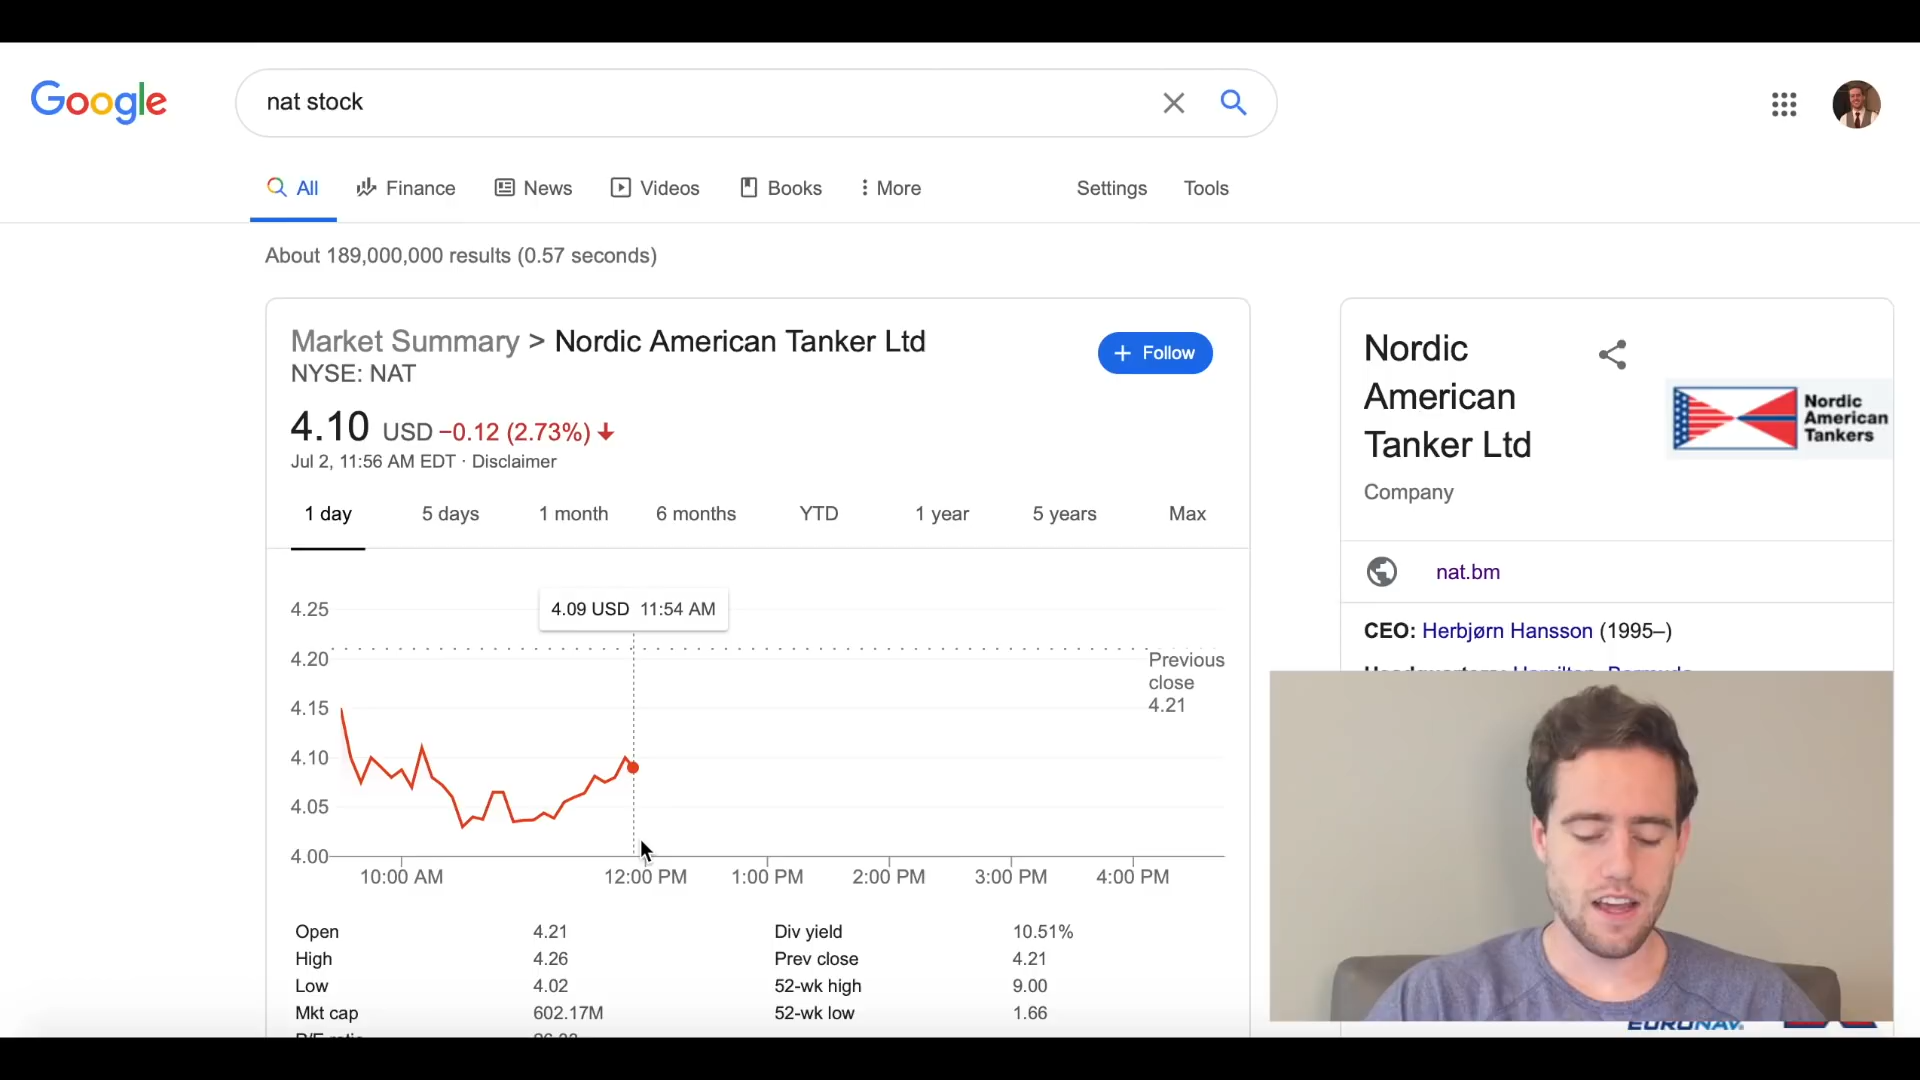 Google
nat stock
All
Finance
News
Videos
Books
More
Settings
Tools
About 189,000,000 results (0.57 seconds)
Market Summary > Nordic American Tanker Ltd
NYSE: NAT
Follow
4.10 USD −0.12 (2.73%)
Jul 2, 11:56 AM EDT · Disclaimer
1 day
5 days
1 month
6 months
YTD
1 year
5 years
Max
4.09 USD 11:54 AM
4.25
4.20
4.15
4.10
4.05
4.00
Previous
close
4.21
10:00 AM
12:00 PM
1:00 PM
2:00 PM
3:00 PM
4:00 PM
Open 4.21
High 4.26
Low 4.02
Mkt cap 602.17M
Div yield 10.51%
Prev close 4.21
52-wk high 9.00
52-wk low 1.66
Nordic
American
Tanker Ltd
Company
Nordic
American
Tankers
nat.bm
CEO: Herbjørn Hansson (1995–)
EURONAV